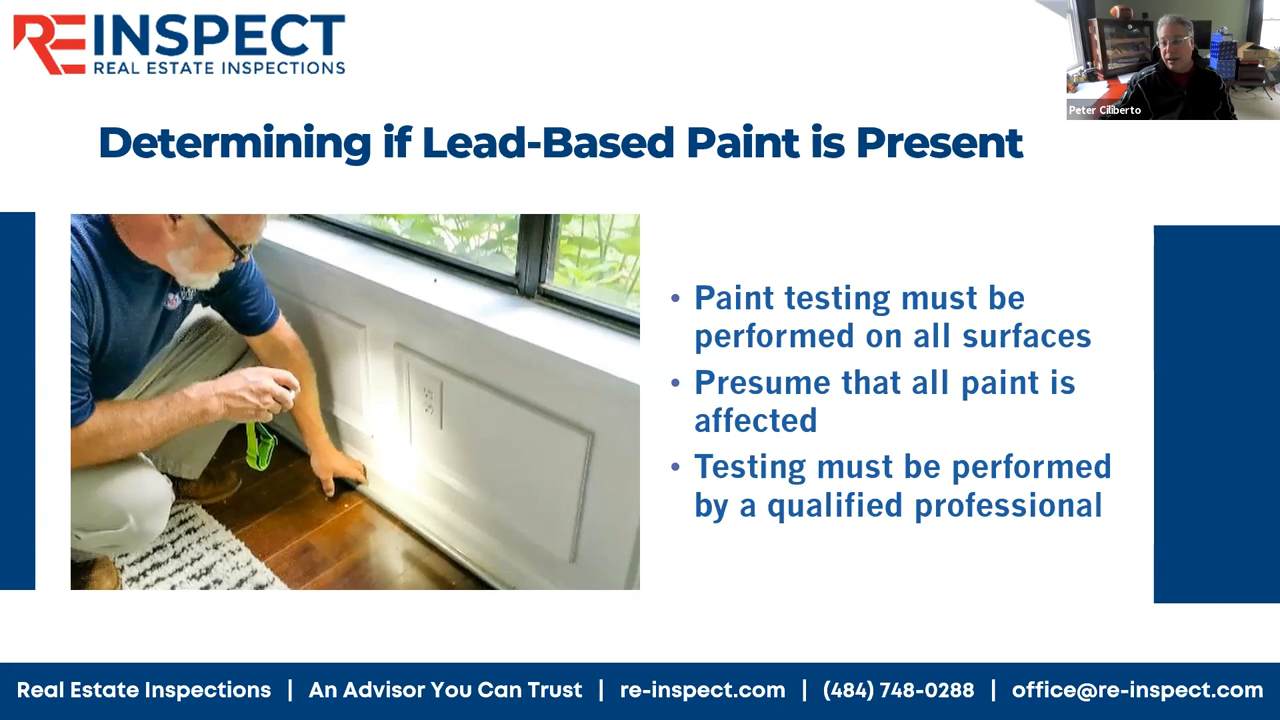 REINSPECT
REAL ESTATE INSPECTIONS
Peter Ciliberto
Determining if Lead-Based Paint is Present
• Paint testing must be
performed on all surfaces
• Presume that all paint is
affected
• Testing must be performed
by a qualified professional
Real Estate Inspections | An Advisor You Can Trust | re-inspect.com | (484) 748-0288 | office@re-inspect.com